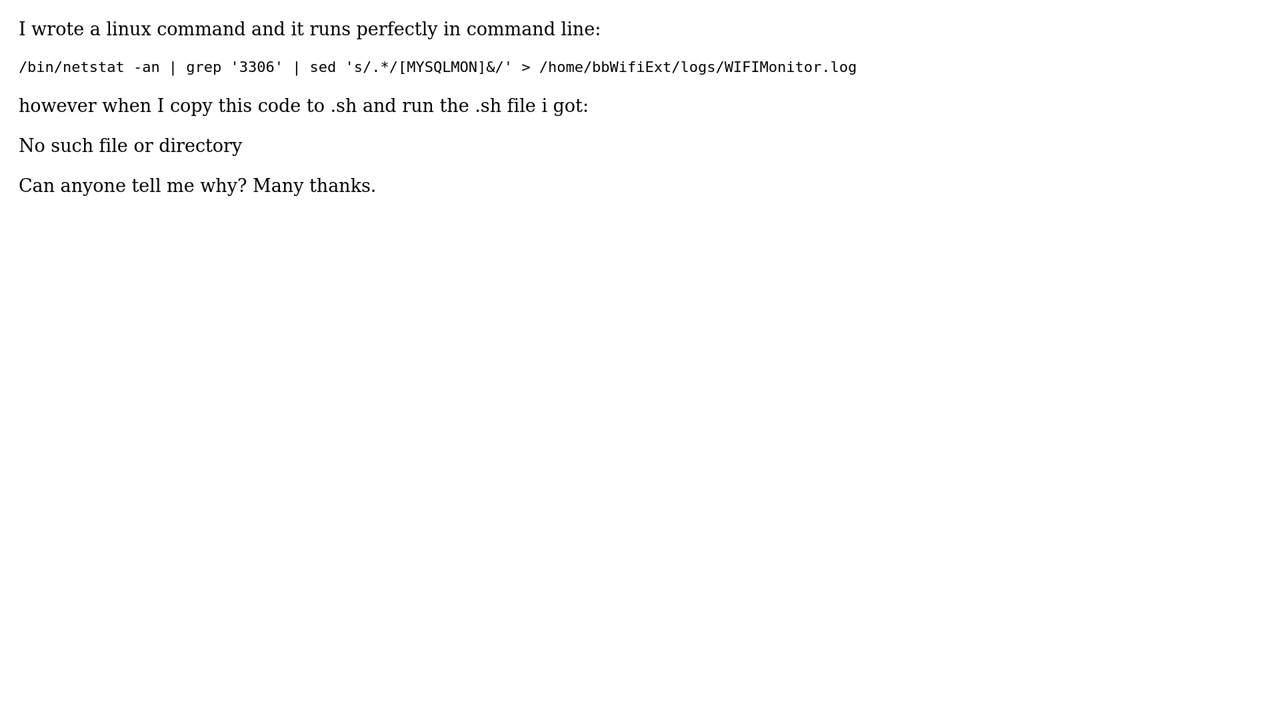 I wrote a linux command and it runs perfectly in command line:
/bin/netstat -an | grep '3306' | sed 's/.*/[MYSQLMON]&/' > /home/bbWifiExt/logs/WIFIMonitor.log
however when I copy this code to .sh and run the .sh file i got:
No such file or directory
Can anyone tell me why? Many thanks.